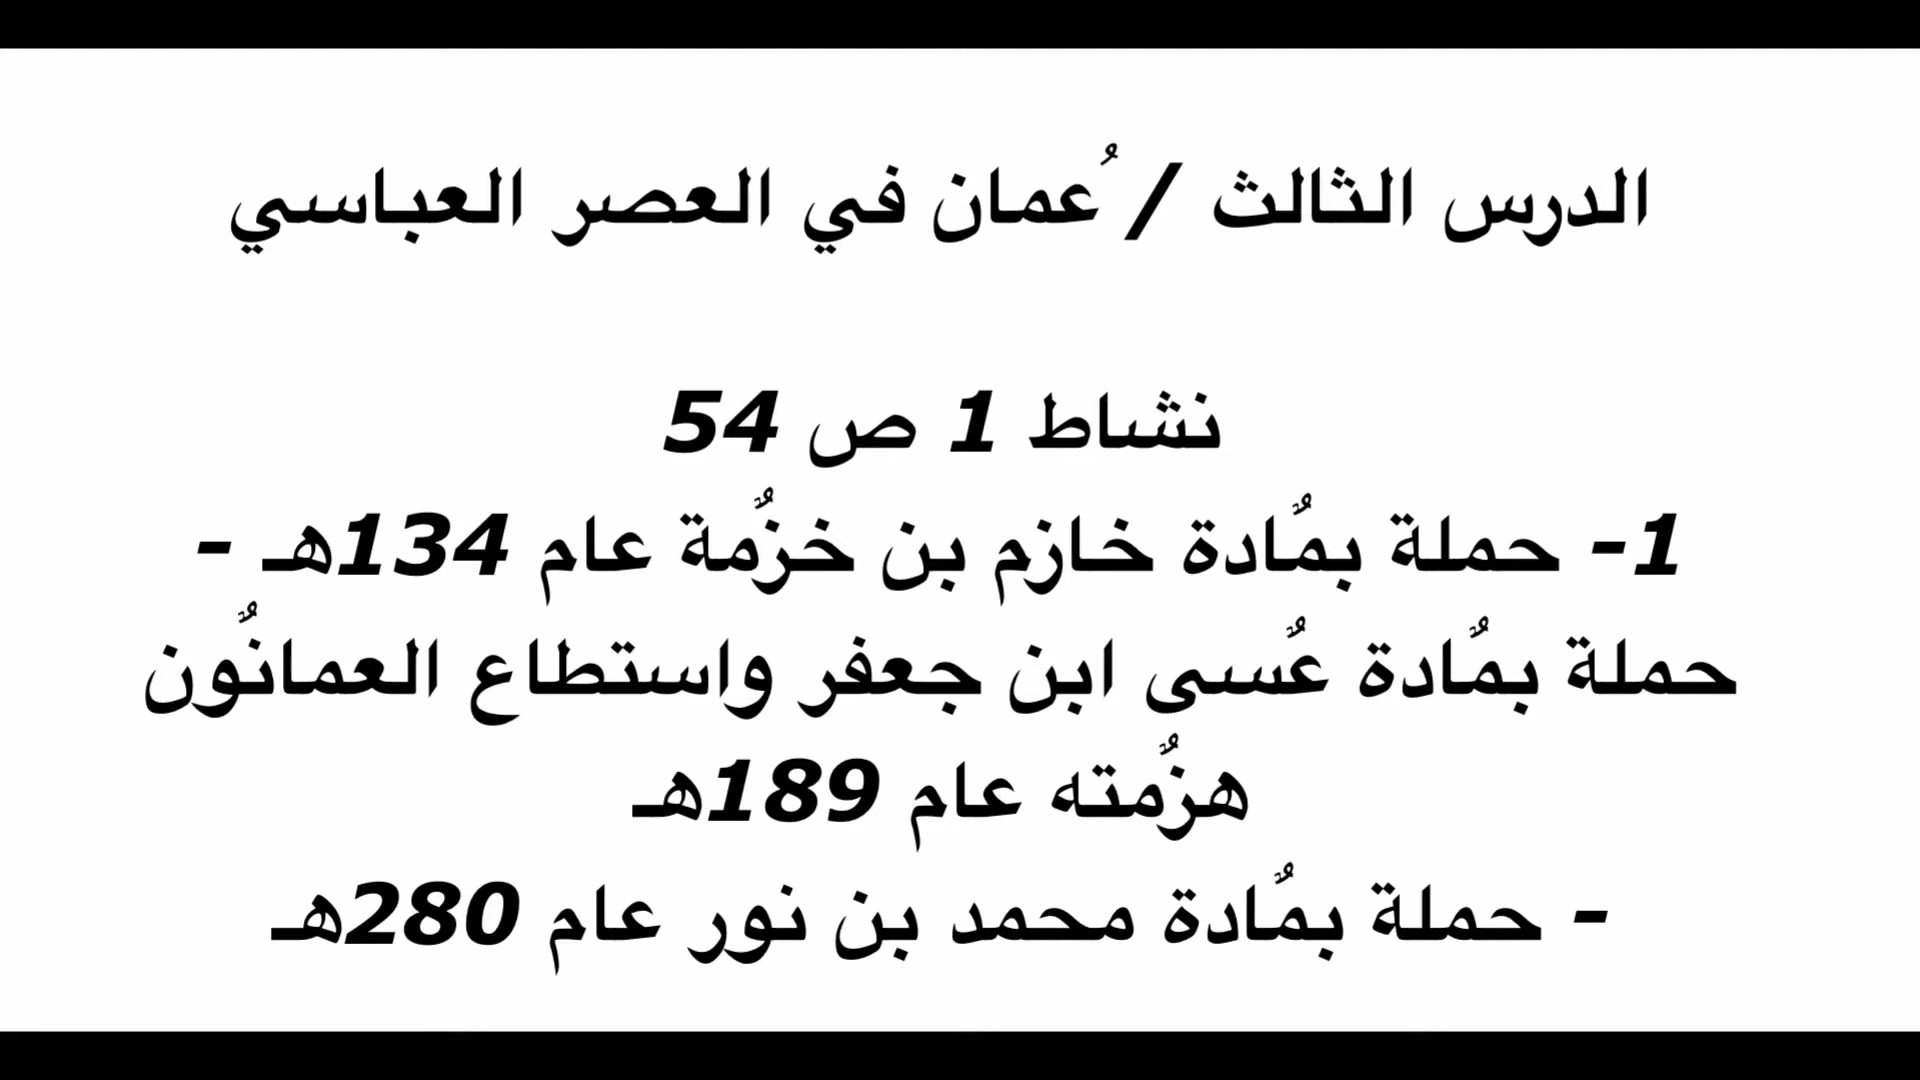 الدرس الثالث / ُعمان في العصر العباسي
نشاط 1 ص 54
1- حملة بمٌادة خازم بن خزٌمة عام 134هـ -
حملة بمٌادة عٌسى ابن جعفر واستطاع العمانٌون
هزٌمته عام 189هـ
- حملة بمٌادة محمد بن نور عام 280هـ